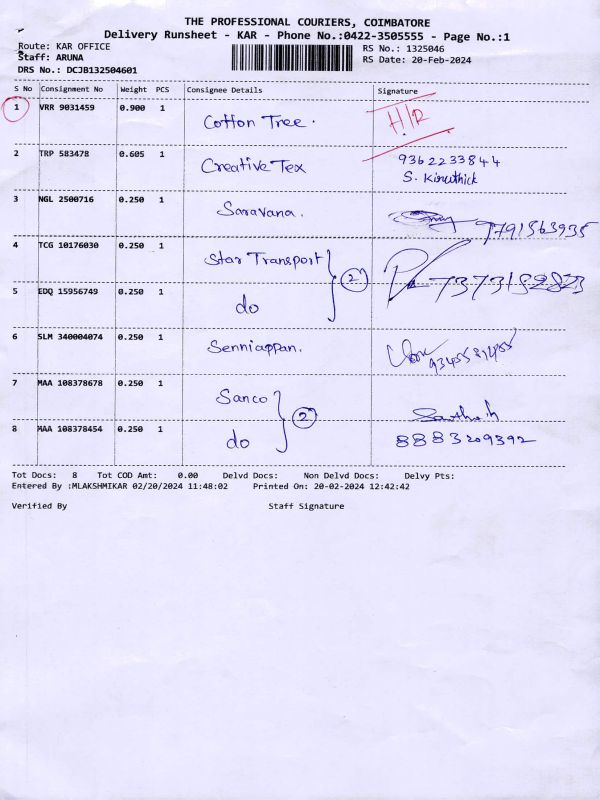 THE PROFESSIONAL COURIERS, COIMBATORE
Delivery Runsheet - KAR - Phone No.:0422-3505555 - Page No.:1
Route: KAR OFFICE RS No.: 1325046
Staff: ARUNA RS Date: 20-Feb-2024
DRS No.: DCJB132504601
S No Consignment No Weight PCS Consignee Details Signature
1 VRR 9031459 0.900 1 Cotton Tree. H/R
2 TRP 583478 0.605 1 Creative Tex 9362233844
S. Kiruthick
3 NGL 2500716 0.250 1 Saravana. 7791563935
4 TCG 10176030 0.250 1 Star Transport 2 7373182823
5 EDQ 15956749 0.250 1 do
6 SLM 340004074 0.250 1 Senniappan.
7 MAA 108378678 0.250 1 Sanco 2
8 MAA 108378454 0.250 1 do 8883209392
Tot Docs: 8 Tot COD Amt: 0.00 Delvd Docs: Non Delvd Docs: Delvy Pts:
Entered By :MLAKSHMIKAR 02/20/2024 11:48:02 Printed On: 20-02-2024 12:42:42
Verified By Staff Signature